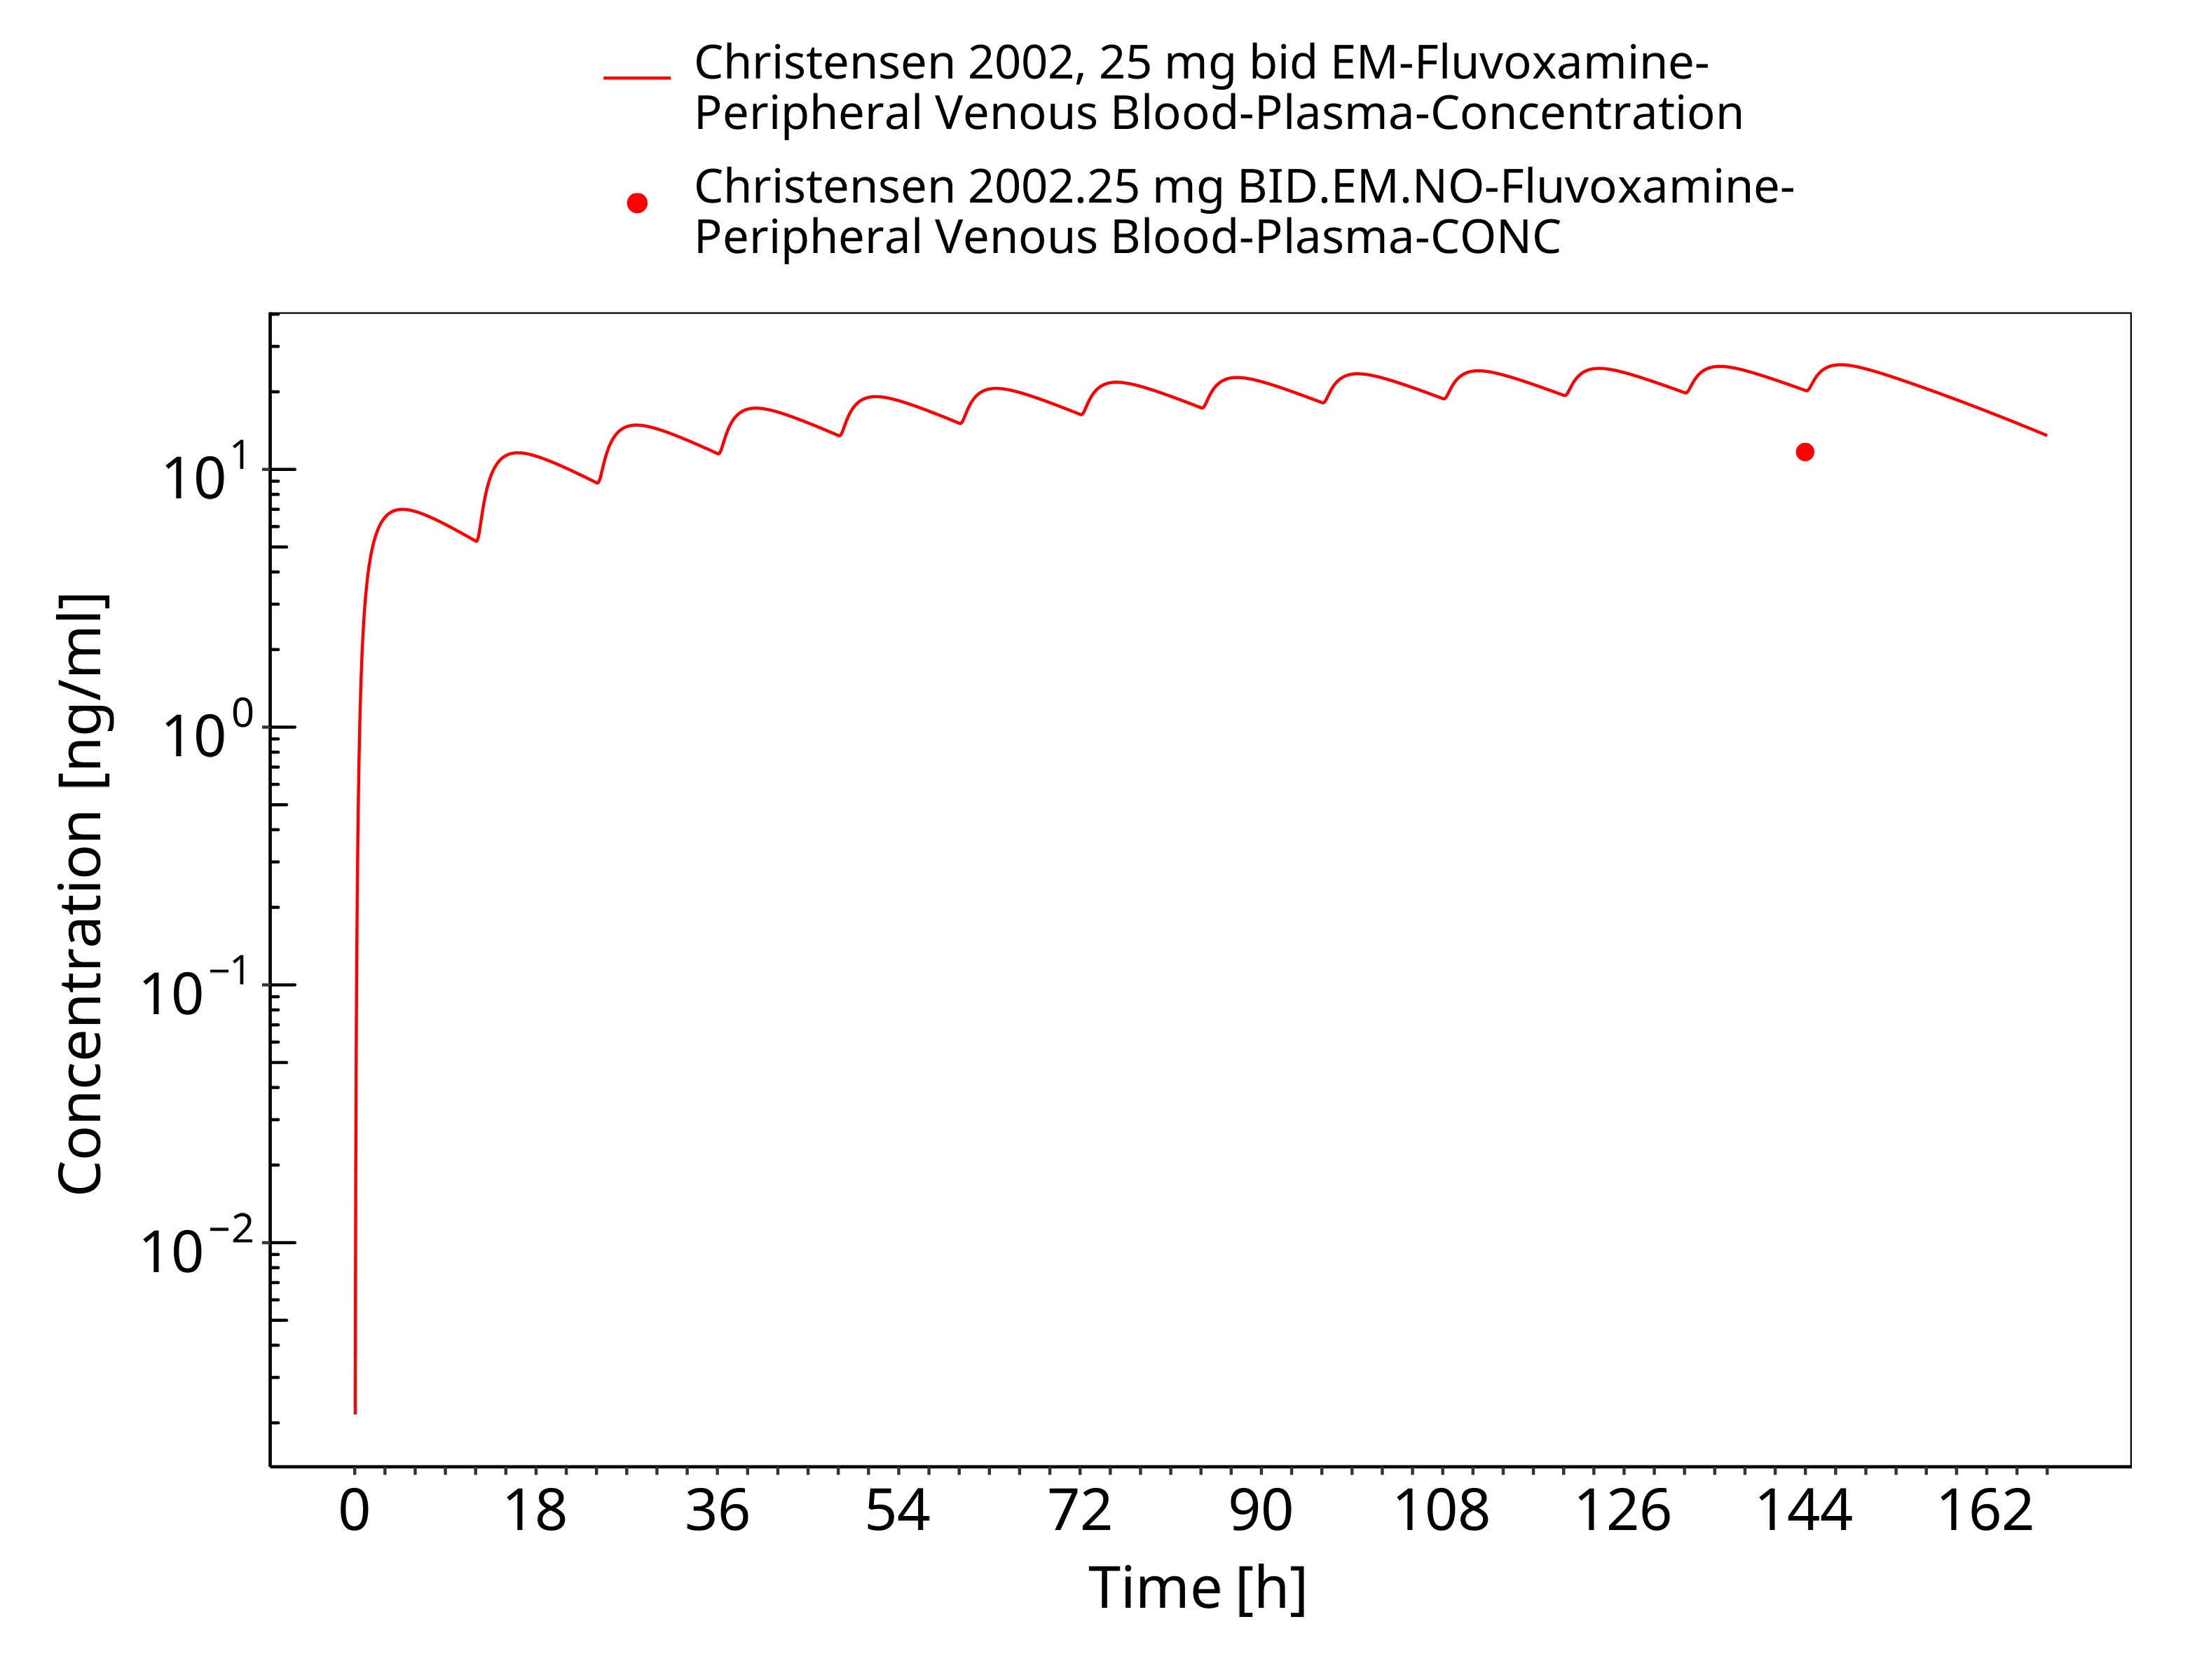 Christensen 2002, 25 mg bid EM-Fluvoxamine-
Peripheral Venous Blood-Plasma-Concentration
Christensen 2002.25 mg BID.EM.NO-Fluvoxamine-
Peripheral Venous Blood-Plasma-CONC
Concentration [ng/ml]
10^1
10^0
10^−1
10^−2
0 18 36 54 72 90 108 126 144 162
Time [h]